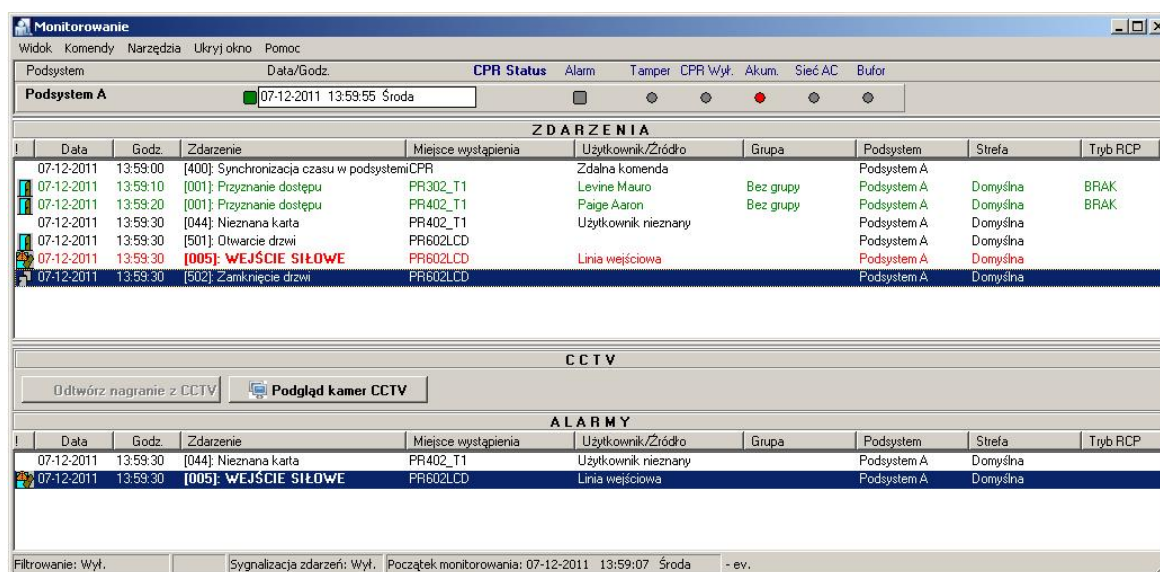 Monitorowanie
Widok Komendy Narzędzia Ukryj okno Pomoc
Podsystem Data/Godz. CPR Status Alarm Tamper CPR Wył. Akum. Sieć AC Bufor
Podsystem A 07-12-2011 13:59:55 Środa
ZDARZENIA
! Data Godz. Zdarzenie Miejsce wystąpienia Użytkownik/Źródło Grupa Podsystem Strefa Tryb RCP
07-12-2011 13:59:00 [400]: Synchronizacja czasu w podsystemi CPR Zdalna komenda Podsystem A
07-12-2011 13:59:10 [001]: Przyznanie dostępu PR302_T1 Levine Mauro Bez grupy Podsystem A Domyślna BRAK
07-12-2011 13:59:20 [001]: Przyznanie dostępu PR402_T1 Paige Aaron Bez grupy Podsystem A Domyślna BRAK
07-12-2011 13:59:30 [044]: Nieznana karta PR402_T1 Użytkownik nieznany Podsystem A Domyślna
07-12-2011 13:59:30 [501]: Otwarcie drzwi PR602LCD Podsystem A Domyślna
07-12-2011 13:59:30 [005]: WEJŚCIE SIŁOWE PR602LCD Linia wejściowa Podsystem A Domyślna
07-12-2011 13:59:30 [502]: Zamknięcie drzwi PR602LCD Podsystem A Domyślna
CCTV
Odtwórz nagranie z CCTV Podgląd kamer CCTV
ALARMY
! Data Godz. Zdarzenie Miejsce wystąpienia Użytkownik/Źródło Grupa Podsystem Strefa Tryb RCP
07-12-2011 13:59:30 [044]: Nieznana karta PR402_T1 Użytkownik nieznany Podsystem A Domyślna
07-12-2011 13:59:30 [005]: WEJŚCIE SIŁOWE PR602LCD Linia wejściowa Podsystem A Domyślna
Filtrowanie: Wył. Sygnalizacja zdarzeń: Wył. Początek monitorowania: 07-12-2011 13:59:07 Środa - ev.